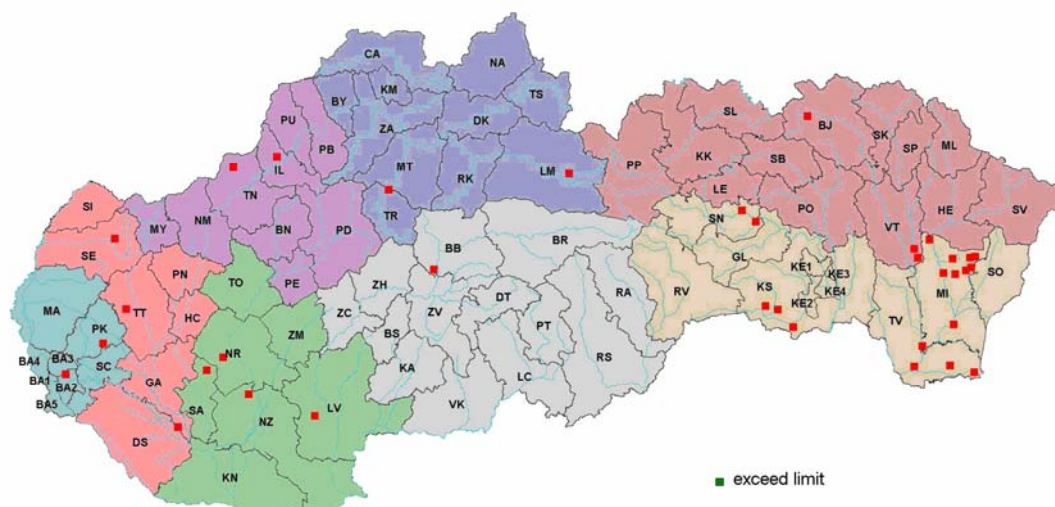 CA
NA
KM
BY
TS
PU
DK
ZA
SL
BJ
PB
SK
IL
MT
KK
SP
ML
PP
SB
RK
LM
TN
LE
SI
NM
TR
PO
HE
SV
MY
BN
PD
SN
VT
BB
BR
SE
GL
KE1
KE3
PN
TO
PE
ZH
KS
KE4
MI
SO
MA
TT
HC
ZC
DT
RA
RV
KE2
PK
ZM
BS
ZV
PT
TV
BA4
BA3
NR
RS
BA1
SC
BA2
GA
KA
LC
BA5
SA
LV
VK
DS
NZ
KN
exceed limit